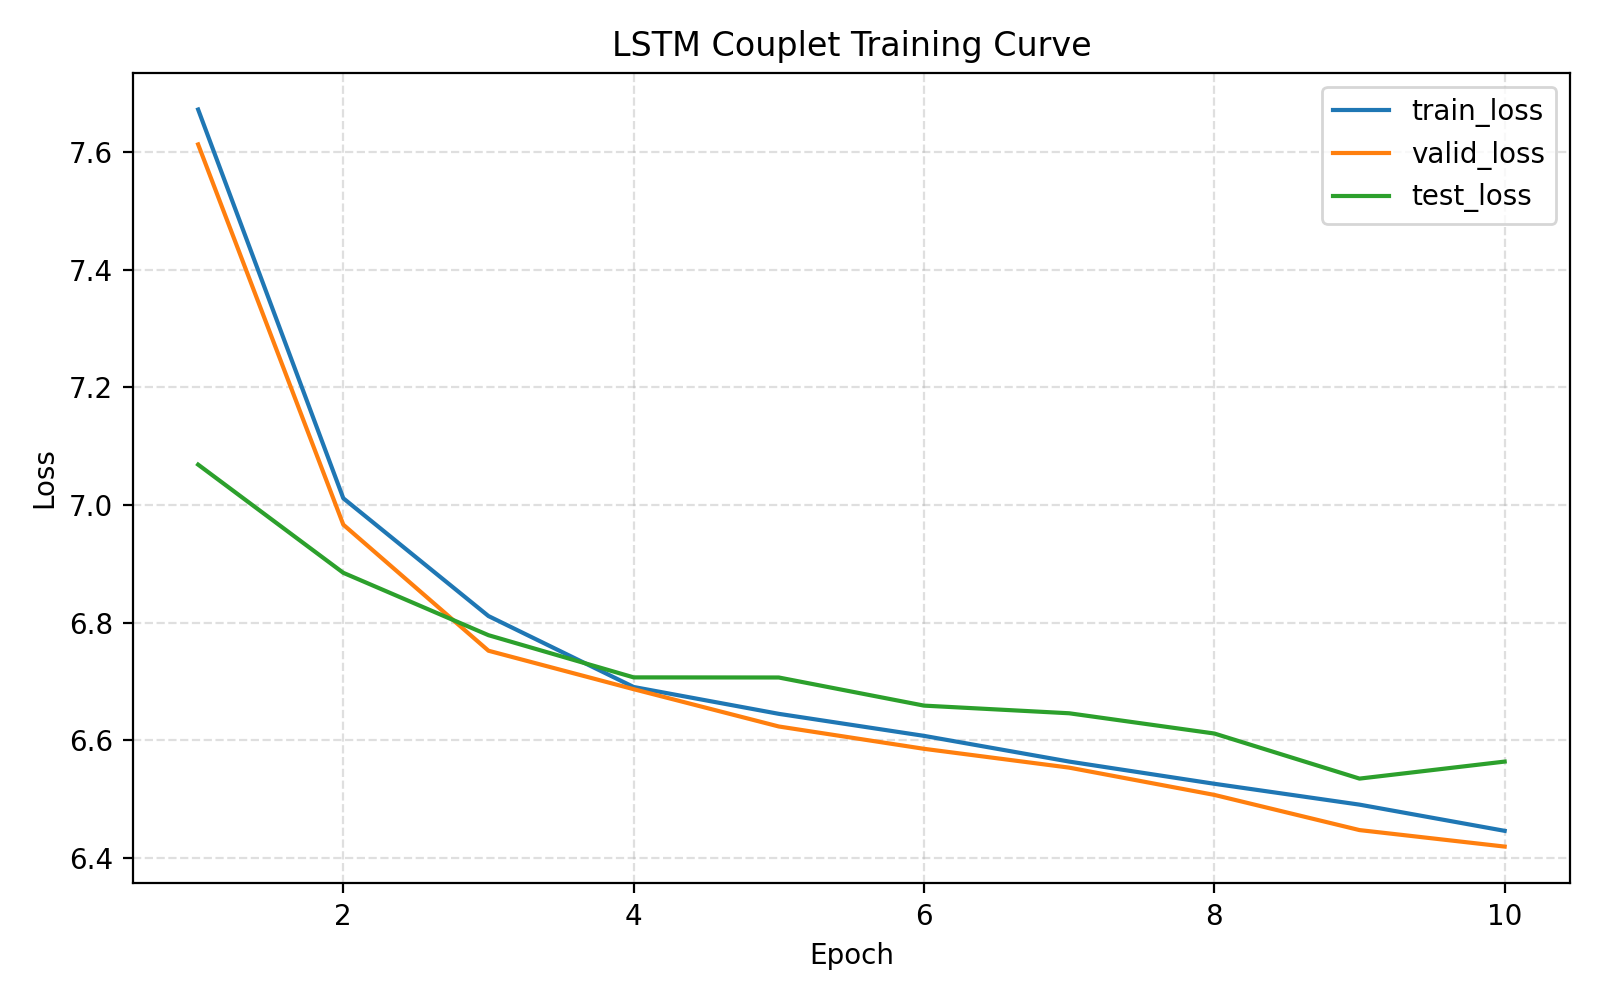 LSTM Couplet Training Curve
train_loss
valid_loss
test_loss
7.6
7.4
7.2
7.0
6.8
6.6
6.4
Loss
2
4
6
8
10
Epoch